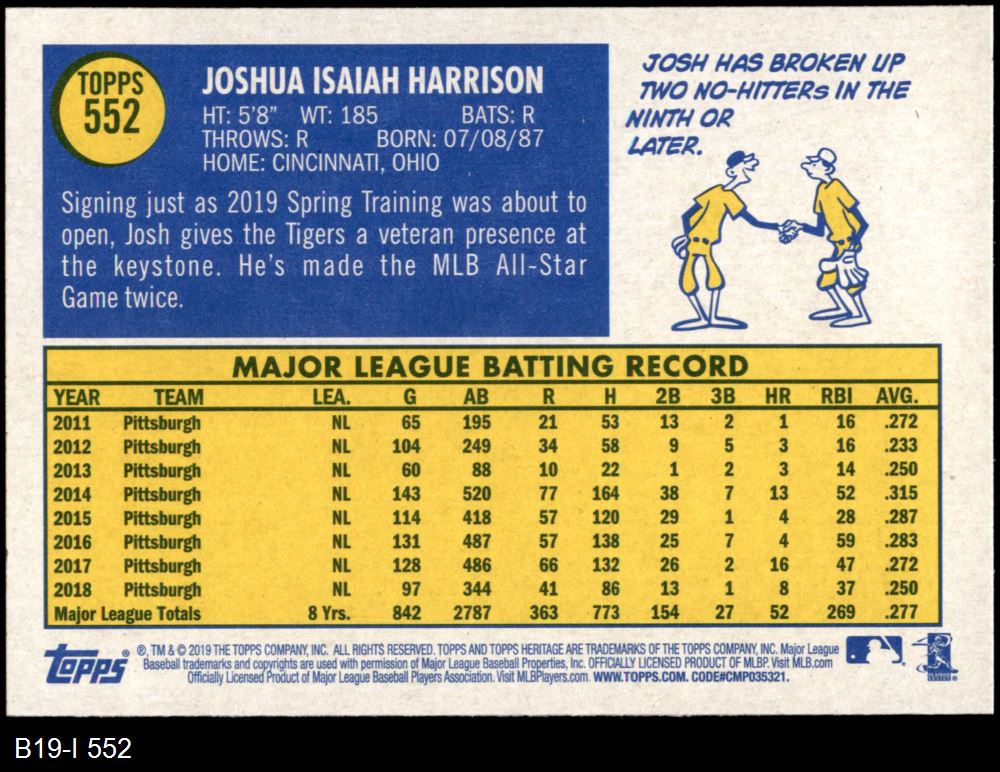 TOPPS
552
JOSHUA ISAIAH HARRISON
HT: 5'8" WT: 185 BATS: R
THROWS: R BORN: 07/08/87
HOME: CINCINNATI, OHIO
Signing just as 2019 Spring Training was about to
open, Josh gives the Tigers a veteran presence at
the keystone. He's made the MLB All-Star
Game twice.
JOSH HAS BROKEN UP
TWO NO-HITTERS IN THE
NINTH OR
LATER.
MAJOR LEAGUE BATTING RECORD
YEAR TEAM LEA. G AB R H 2B 3B HR RBI AVG.
2011 Pittsburgh NL 65 195 21 53 13 2 1 16 .272
2012 Pittsburgh NL 104 249 34 58 9 5 3 16 .233
2013 Pittsburgh NL 60 88 10 22 1 2 3 14 .250
2014 Pittsburgh NL 143 520 77 164 38 7 13 52 .315
2015 Pittsburgh NL 114 418 57 120 29 1 4 28 .287
2016 Pittsburgh NL 131 487 57 138 25 7 4 59 .283
2017 Pittsburgh NL 128 486 66 132 26 2 16 47 .272
2018 Pittsburgh NL 97 344 41 86 13 1 8 37 .250
Major League Totals 8 Yrs. 842 2787 363 773 154 27 52 269 .277
Topps® ®, TM & © 2019 THE TOPPS COMPANY, INC. ALL RIGHTS RESERVED. TOPPS AND TOPPS HERITAGE ARE TRADEMARKS OF THE TOPPS COMPANY, INC. Major League
Baseball trademarks and copyrights are used with permission of Major League Baseball Properties, Inc. OFFICIALLY LICENSED PRODUCT OF MLBP. Visit MLB.com
Officially Licensed Product of Major League Baseball Players Association. Visit MLBPlayers.com. WWW.TOPPS.COM. CODE#CMP035321.
B19-I 552